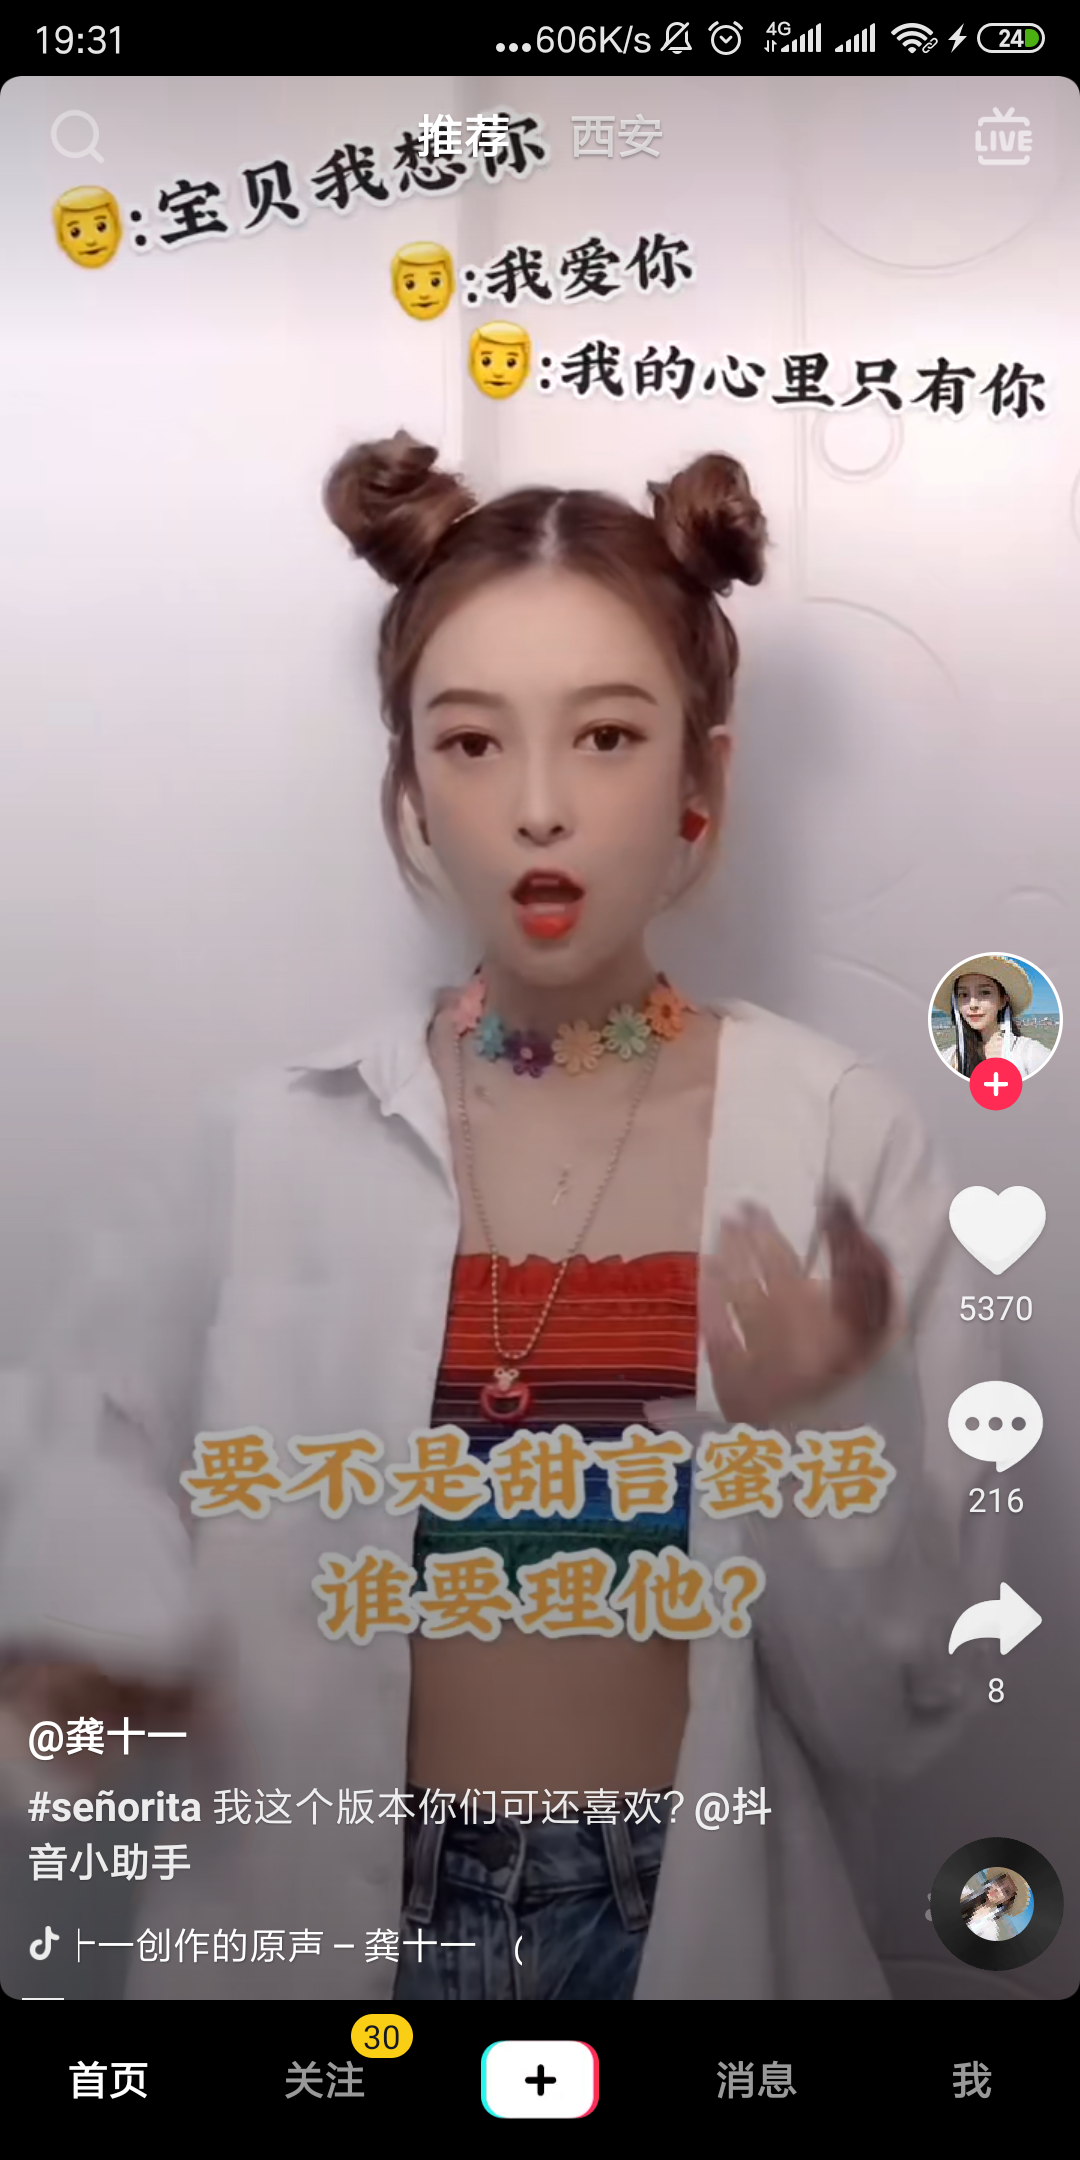 19:31
606K/s
4G
24
推荐
西安
LIVE
:宝贝我想你
:我爱你
:我的心里只有你
5370
要不是甜言蜜语
216
谁要理他?
8
@龚十一
#señorita 我这个版本你们可还喜欢? @抖
音小助手
一创作的原声 – 龚十一
30
首页
关注
消息
我